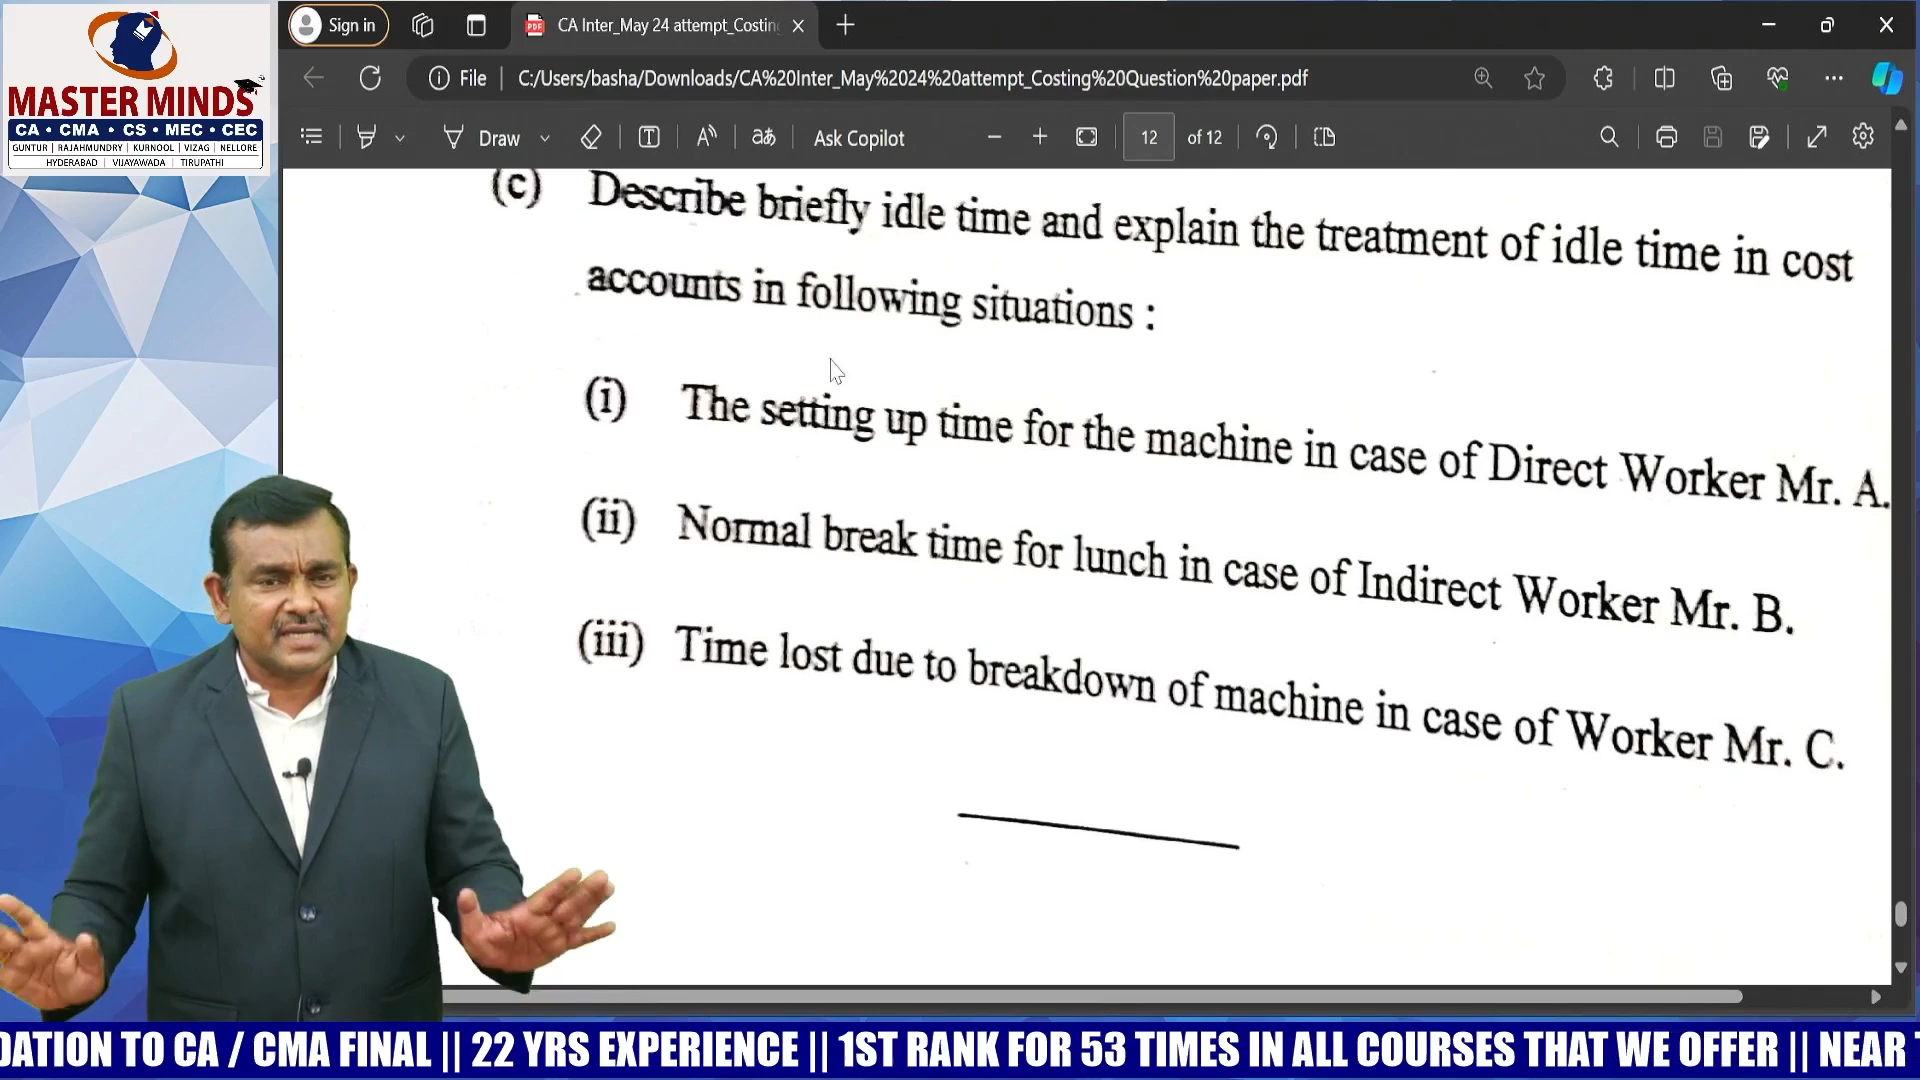 MASTER MINDS
CA • CMA • CS • MEC • CEC
GUNTUR | RAJAHMUNDRY | KURNOOL | VIZAG | NELLORE
HYDERABAD | VIJAYAWADA | TIRUPATHI
Sign in
PDF
CA Inter_May 24 attempt_Costin
File
C:/Users/basha/Downloads/CA%20Inter_May%2024%20attempt_Costing%20Question%20paper.pdf
Draw
Ask Copilot
12 of 12
(c) Describe briefly idle time and explain the treatment of idle time in cost
accounts in following situations :
(i) The setting up time for the machine in case of Direct Worker Mr. A.
(ii) Normal break time for lunch in case of Indirect Worker Mr. B.
(iii) Time lost due to breakdown of machine in case of Worker Mr. C.
DATION TO CA / CMA FINAL || 22 YRS EXPERIENCE || 1ST RANK FOR 53 TIMES IN ALL COURSES THAT WE OFFER || NEAR